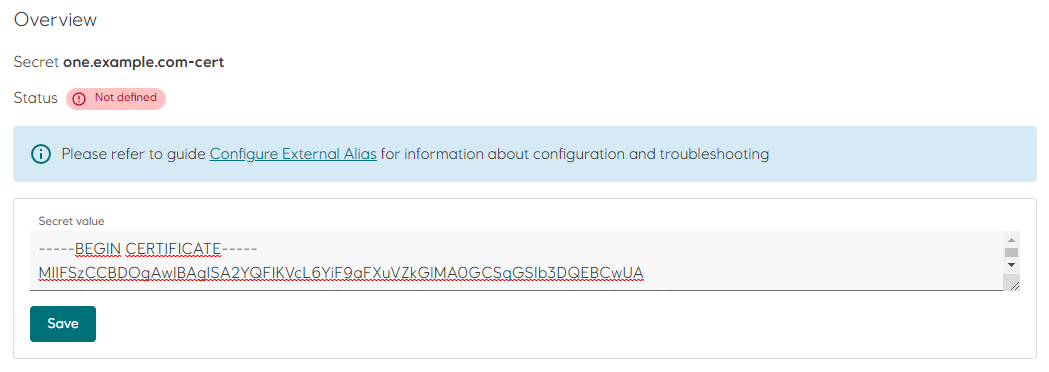 Overview
Secret one.example.com-cert
Status Not defined
Please refer to guide Configure External Alias for information about configuration and troubleshooting
Secret value
-----BEGIN CERTIFICATE-----
MIIFSzCCBDOgAwIBAgISA2YQFIKVcL6YiF9aFXuVZkGIMA0GCSqGSIb3DQEBCwUA
Save